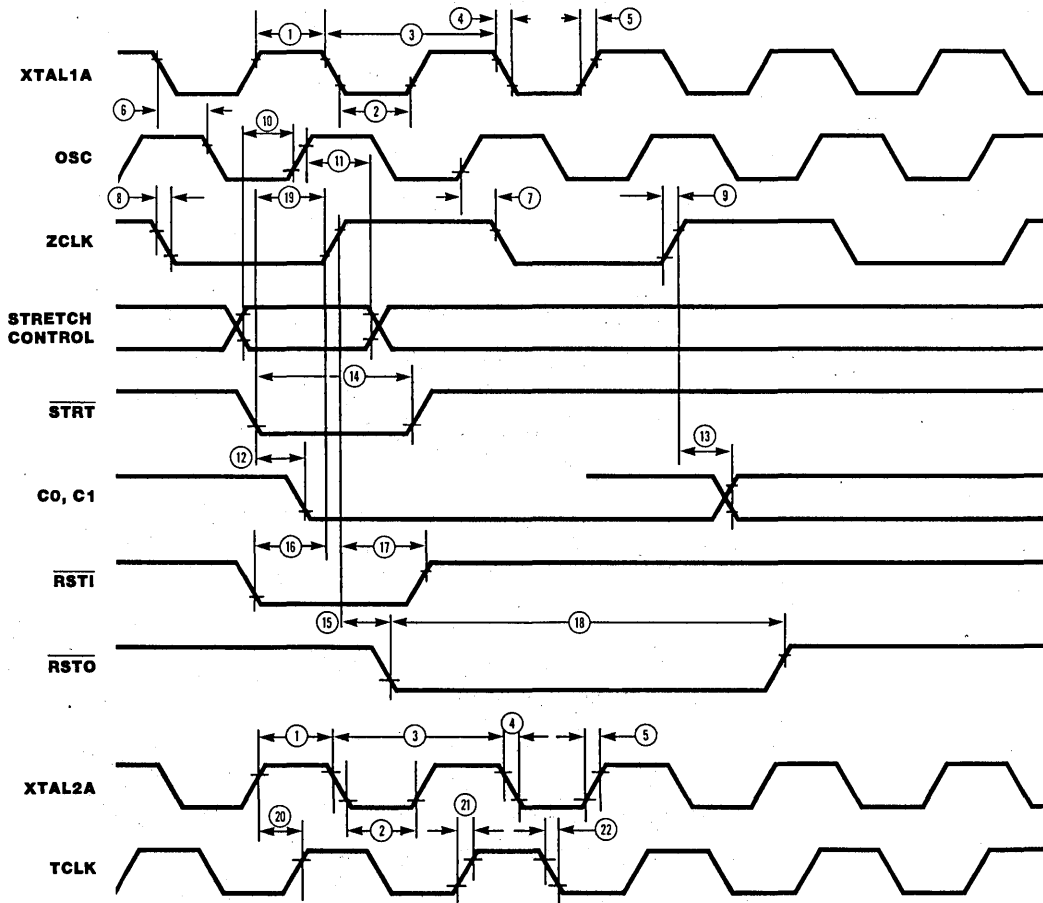 4 5
1 3
XTAL1A
6 2
10
OSC
11
8 19 7 9
ZCLK
STRETCH
CONTROL
14
STRT
12 13
C0, C1
16 17
RSTI
15 18
RSTO
1 3 4 5
XTAL2A
20 2 21 22
TCLK